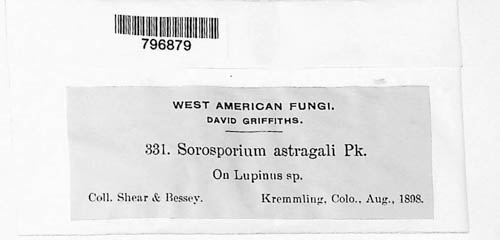 796879
WEST AMERICAN FUNGI.
DAVID GRIFFITHS.
331. Sorosporium astragali Pk.
On Lupinus sp.
Coll. Shear & Bessey. Kremmling, Colo., Aug., 1898.